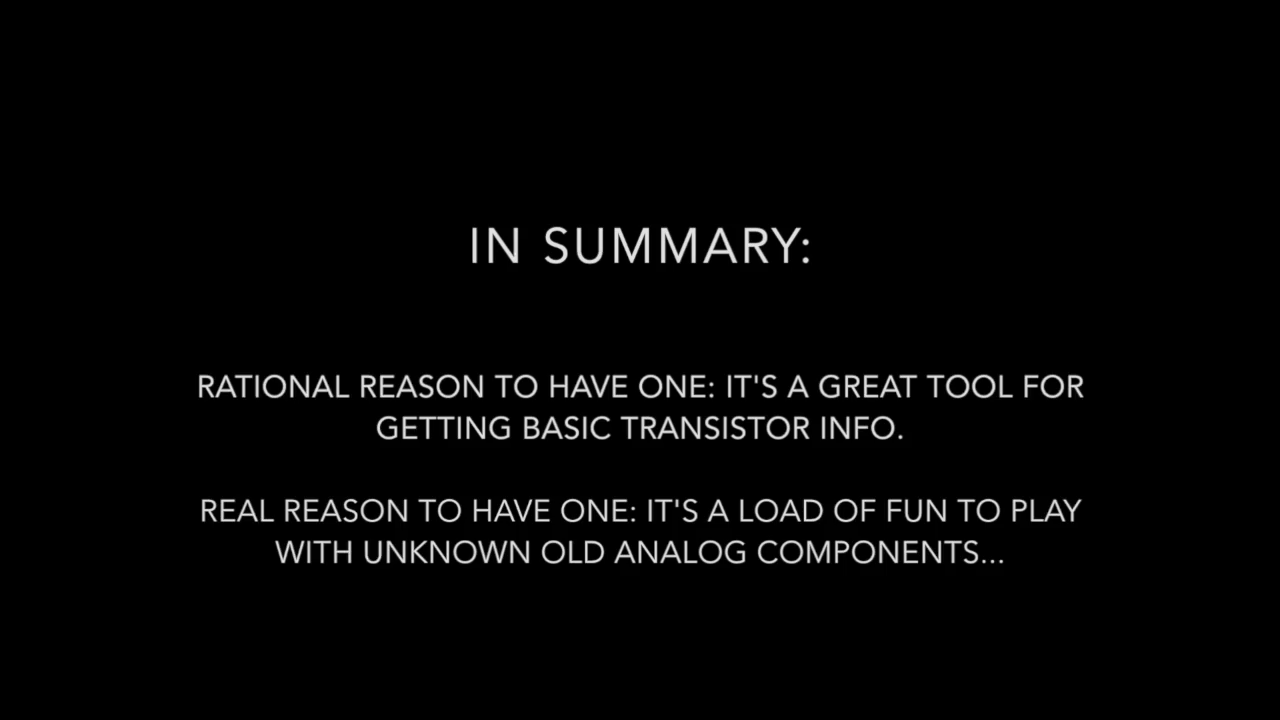 IN SUMMARY:
RATIONAL REASON TO HAVE ONE: IT'S A GREAT TOOL FOR
GETTING BASIC TRANSISTOR INFO.
REAL REASON TO HAVE ONE: IT'S A LOAD OF FUN TO PLAY
WITH UNKNOWN OLD ANALOG COMPONENTS...